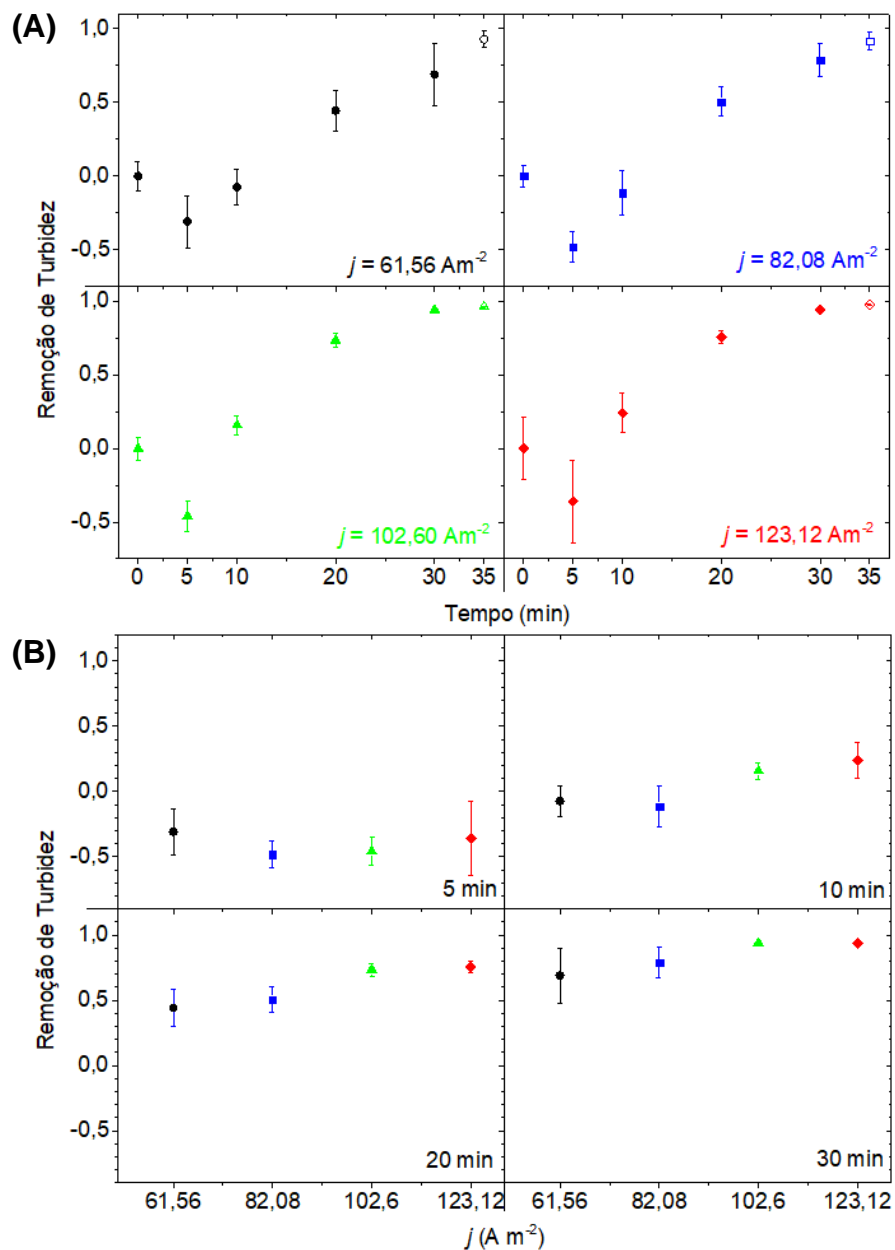 (A)
1,0
0,5
0,0
-0,5
j = 61,56 Am-2
j = 82,08 Am-2
1,0
0,5
0,0
-0,5
j = 102,60 Am-2
j = 123,12 Am-2
Remoção de Turbidez
0 5 10 20 30 35 0 5 10 20 30 35
Tempo (min)
(B)
1,0
0,5
0,0
-0,5
5 min
10 min
1,0
0,5
0,0
-0,5
20 min
30 min
Remoção de Turbidez
61,56 82,08 102,6 123,12 61,56 82,08 102,6 123,12
j (A m-2)